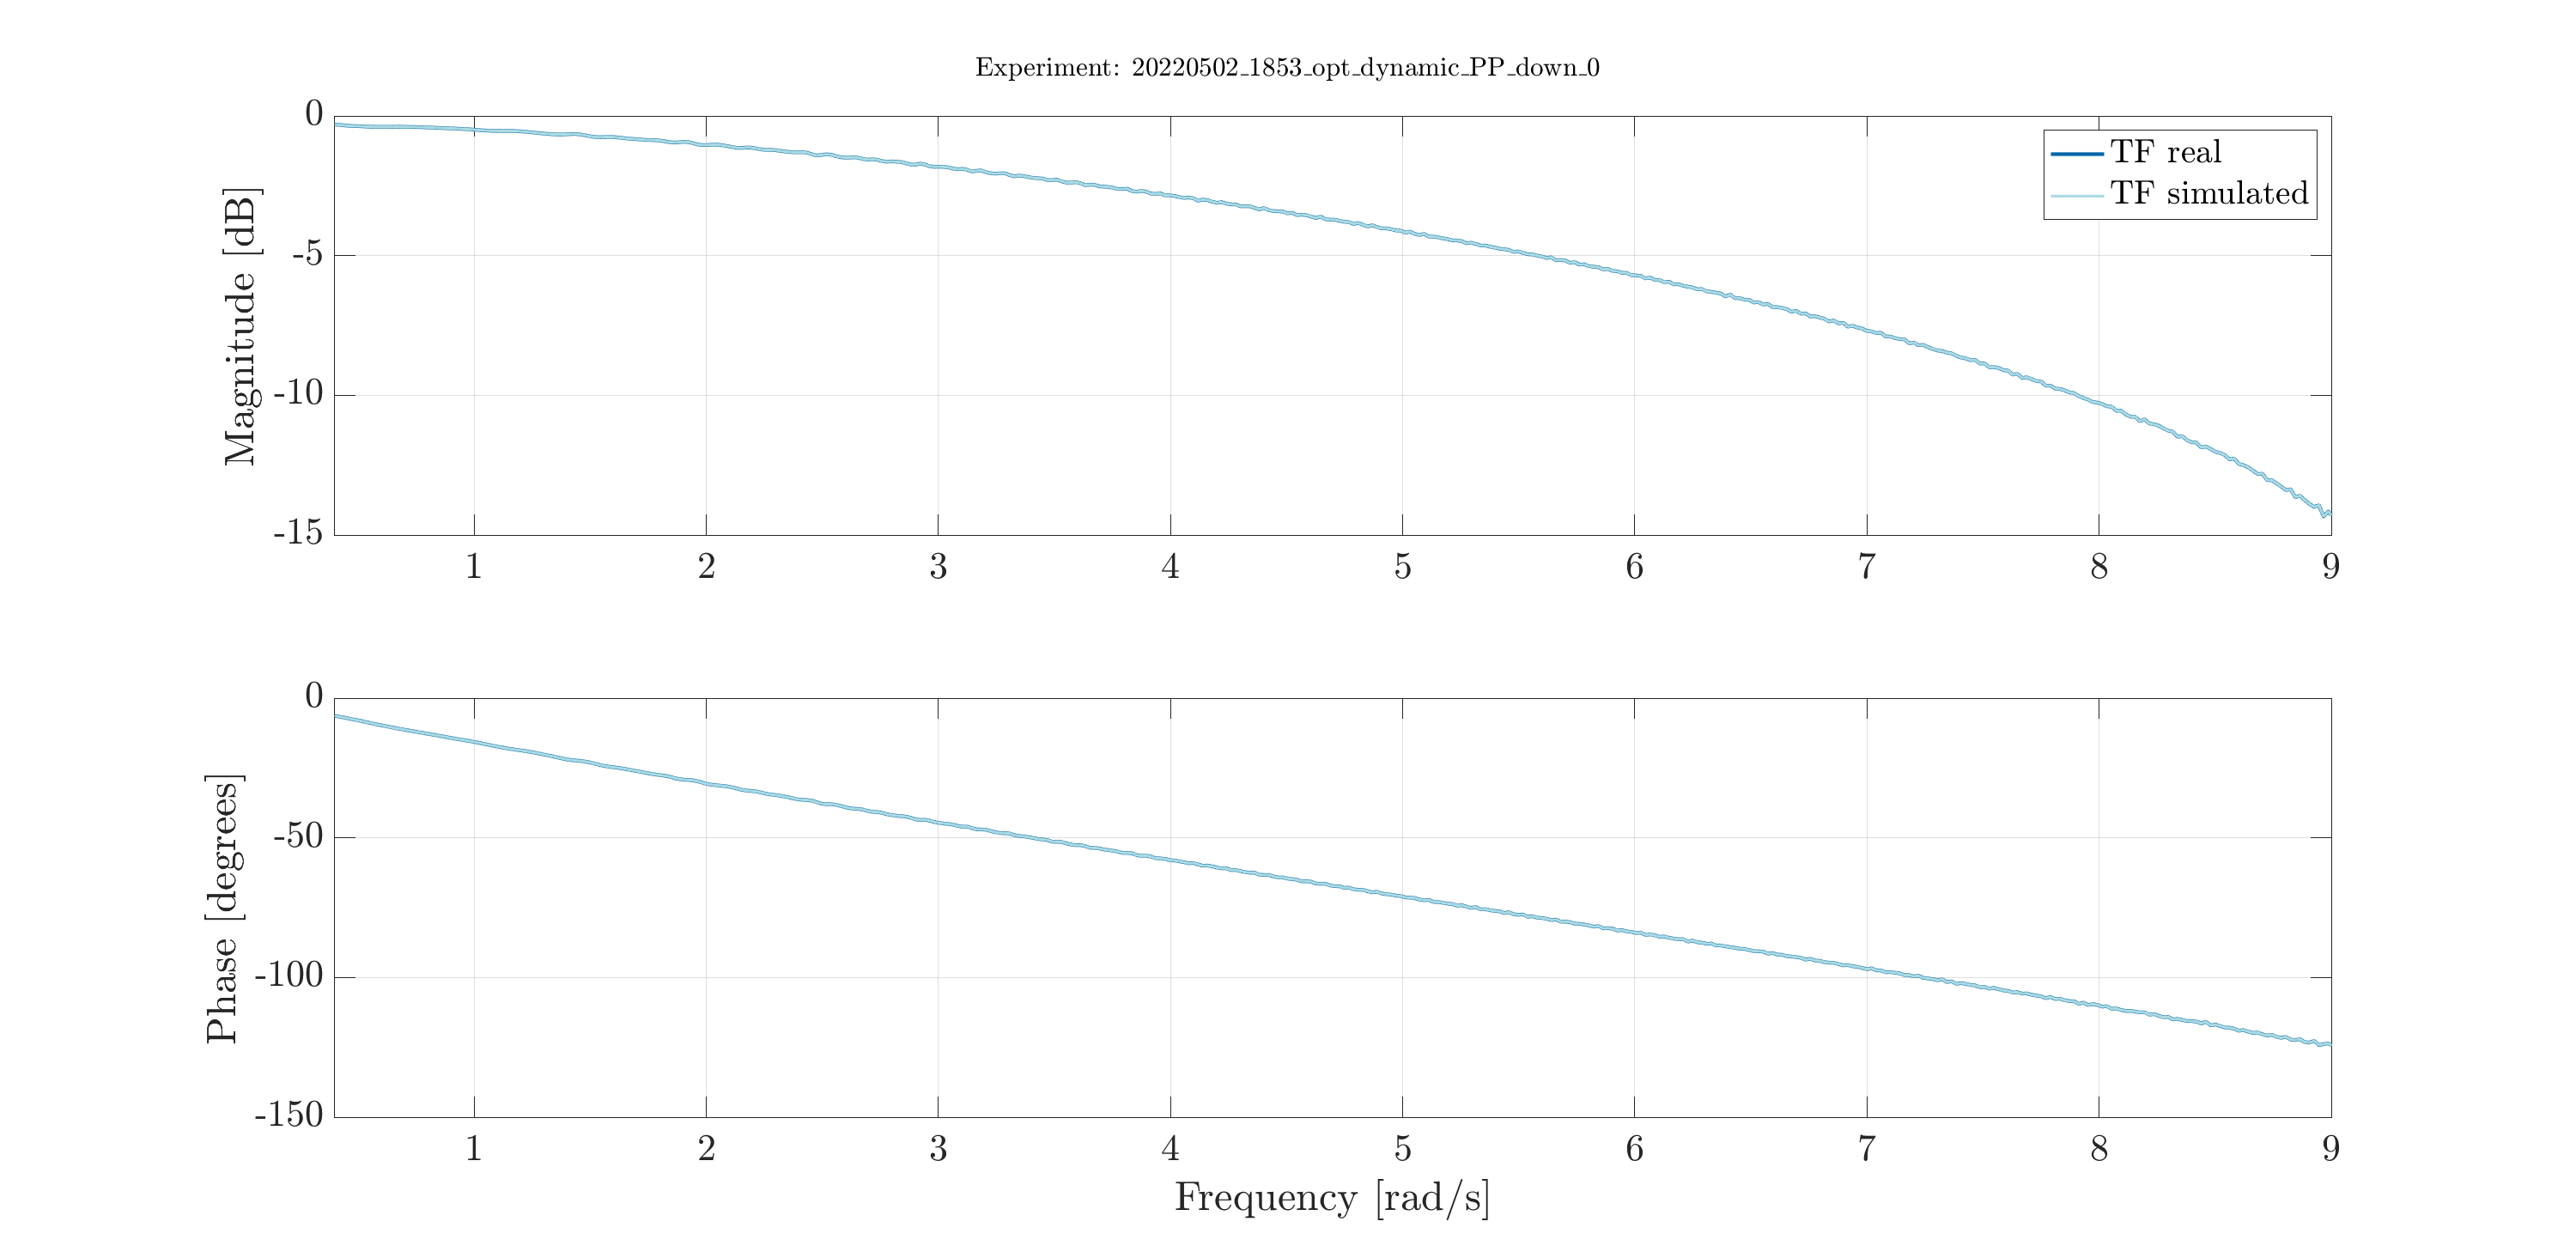 Experiment: 20220502_1853_opt_dynamic_PP_down_0
Magnitude [dB]
0
-5
-10
-15
TF real
TF simulated
1 2 3 4 5 6 7 8 9
Phase [degrees]
0
-50
-100
-150
1 2 3 4 5 6 7 8 9
Frequency [rad/s]